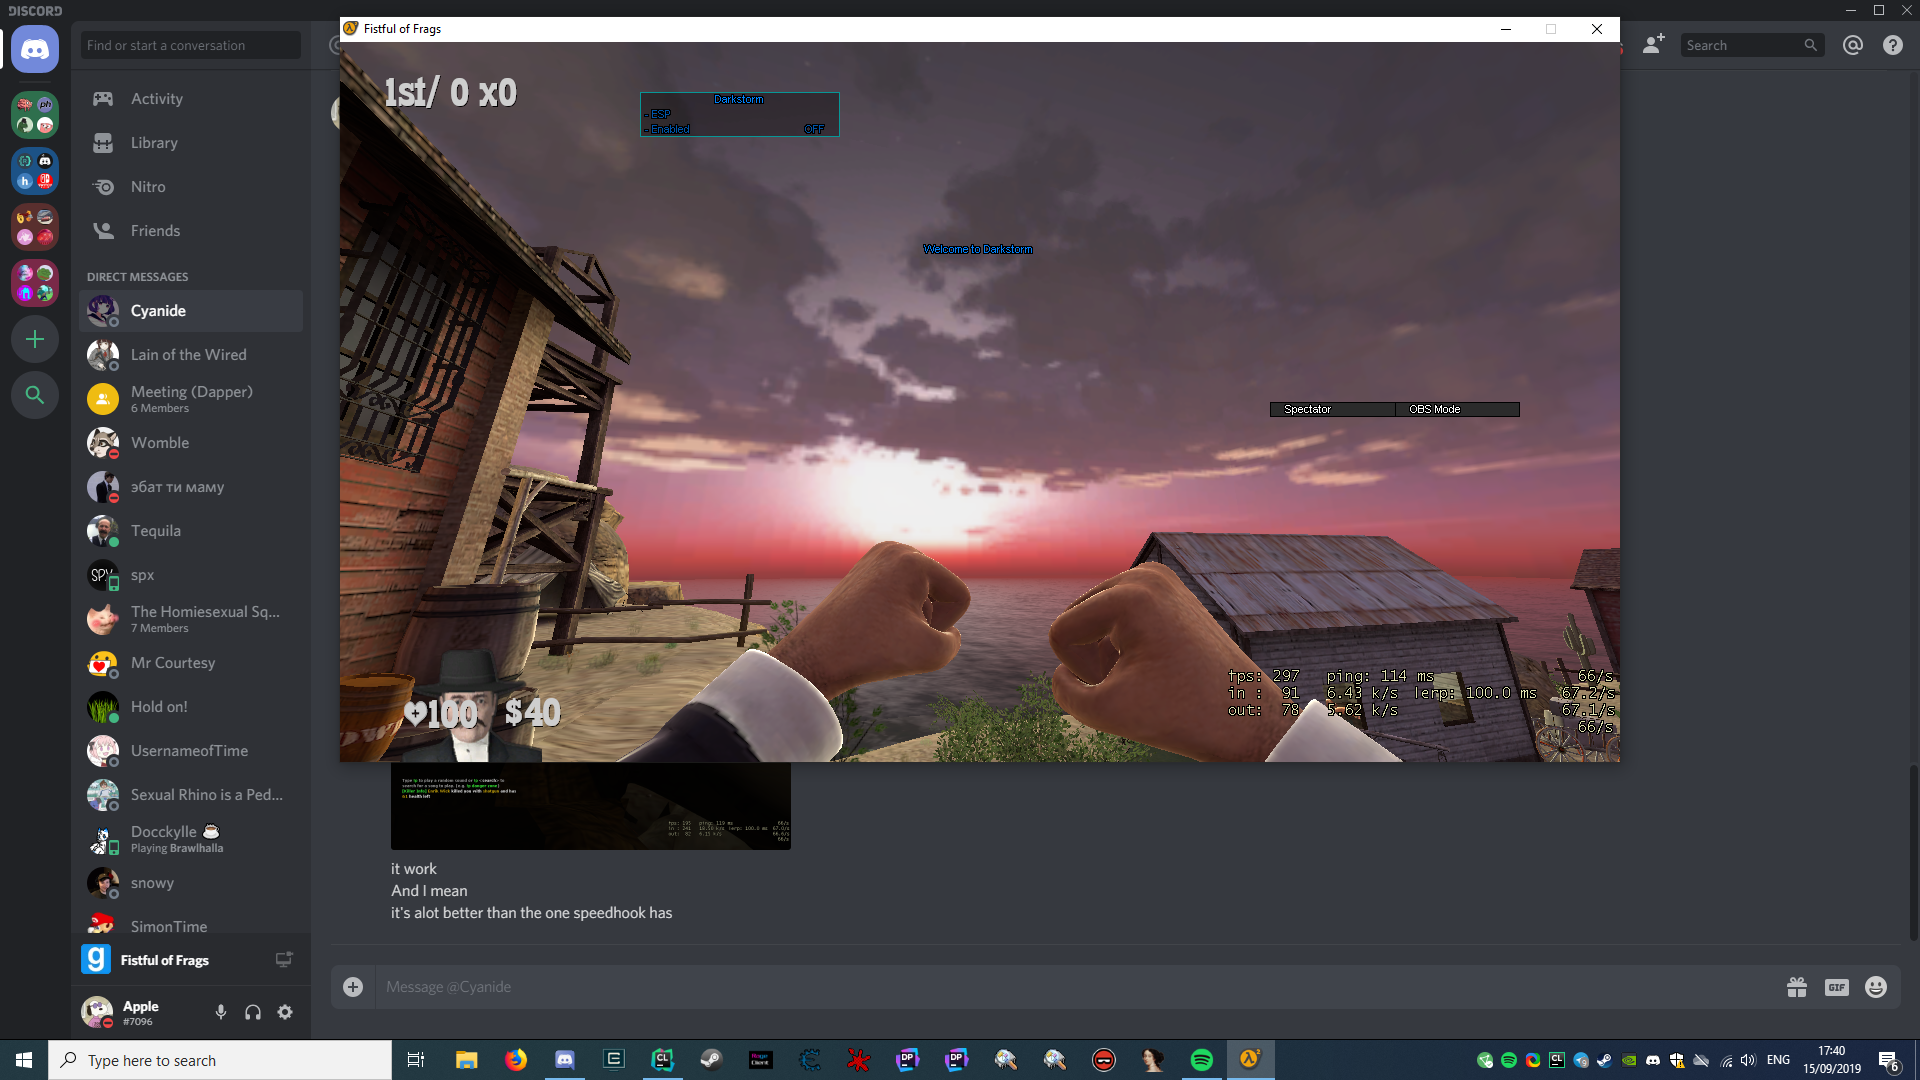 DISCORD
Find or start a conversation
Activity
Library
Nitro
Friends
DIRECT MESSAGES
Cyanide
Lain of the Wired
Meeting (Dapper)
6 Members
Womble
эбат ти маму
Tequila
SPX
spx
The Homiesexual Sq...
7 Members
Mr Courtesy
Hold on!
UsernameofTime
Sexual Rhino is a Ped...
Docckylle
Playing Brawlhalla
snowy
SimonTime
g
Fistful of Frags
Apple
#7096
Search
Fistful of Frags
1st/ 0 x0
Darkstorm
- ESP
- Enabled OFF
Welcome to Darkstorm
Spectator OBS Mode
fps: 297 ping: 114 ms 66/s
in : 91 6.43 k/s lerp: 100.0 ms 67.2/s
out: 78 5.62 k/s 67.1/s
66/s
100 $40
it work
And I mean
it's alot better than the one speedhook has
Message @Cyanide
GIF
Type here to search
CL
DP
DP
CL
ENG
17:40
15/09/2019
6